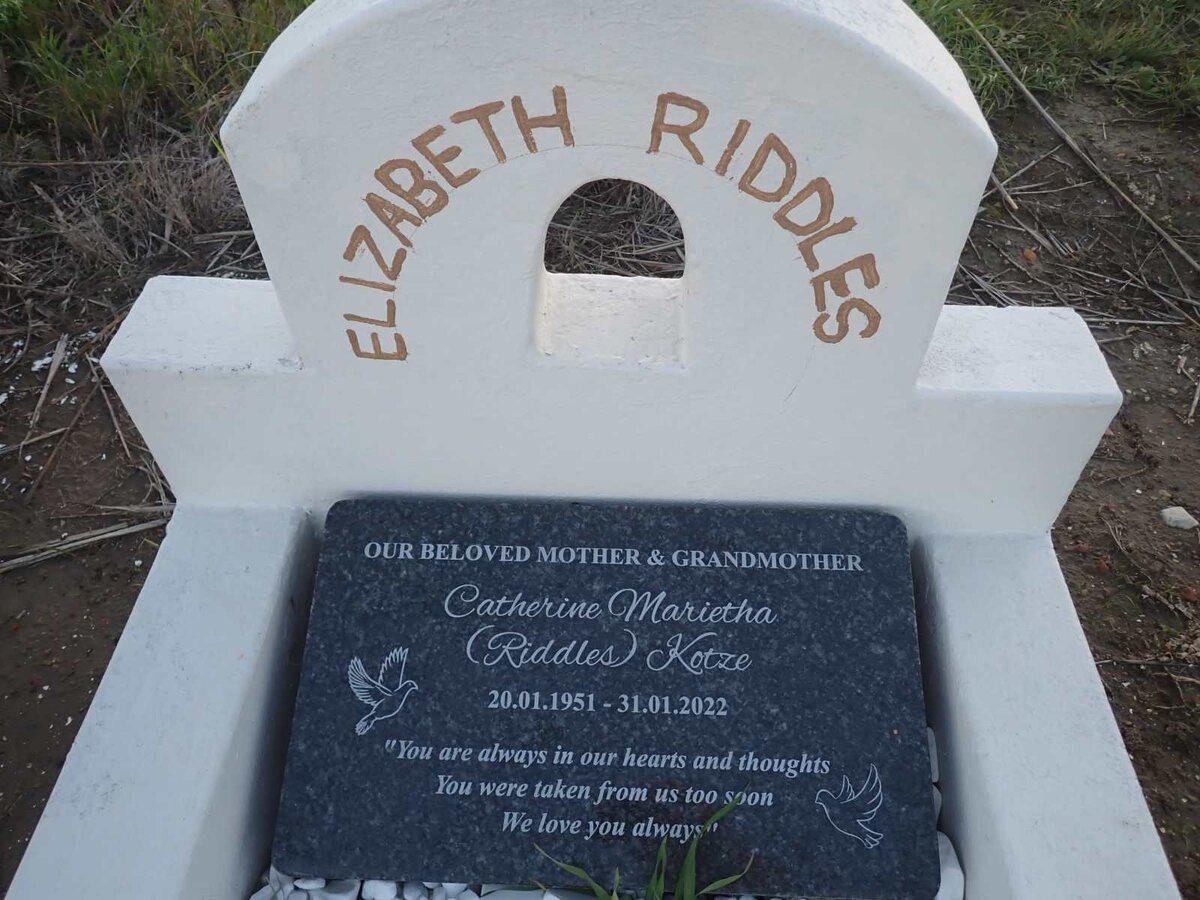 ELIZABETH RIDDLES
OUR BELOVED MOTHER & GRANDMOTHER
Catherine Marietha
(Riddles) Kotze
20.01.1951 - 31.01.2022
"You are always in our hearts and thoughts
You were taken from us too soon
We love you always"